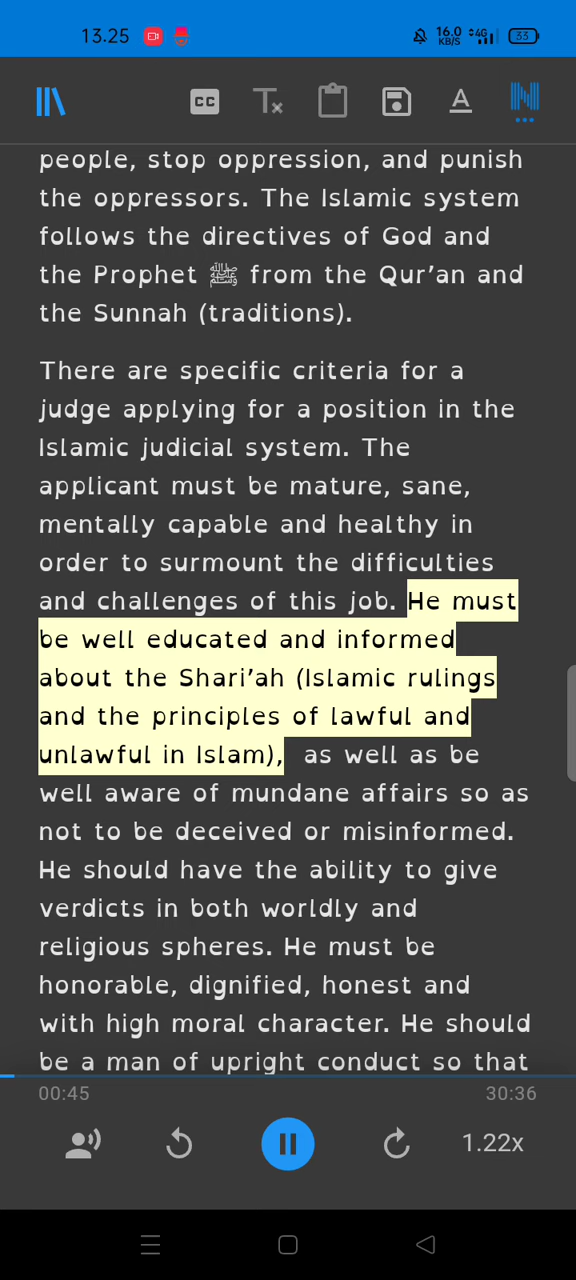 13.25
16.0
KB/S
4G
33
CC
people, stop oppression, and punish
the oppressors. The Islamic system
follows the directives of God and
the Prophet ﷺ from the Qur’an and
the Sunnah (traditions).
There are specific criteria for a
judge applying for a position in the
Islamic judicial system. The
applicant must be mature, sane,
mentally capable and healthy in
order to surmount the difficulties
and challenges of this job. He must
be well educated and informed
about the Shari’ah (Islamic rulings
and the principles of lawful and
unlawful in Islam), as well as be
well aware of mundane affairs so as
not to be deceived or misinformed.
He should have the ability to give
verdicts in both worldly and
religious spheres. He must be
honorable, dignified, honest and
with high moral character. He should
be a man of upright conduct so that
00:45
30:36
1.22x